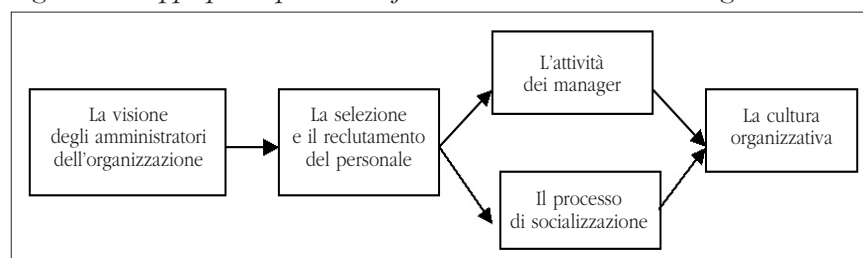 La visione
degli amministratori
dell'organizzazione
La selezione
e il reclutamento
del personale
L'attività
dei manager
Il processo
di socializzazione
La cultura
organizzativa